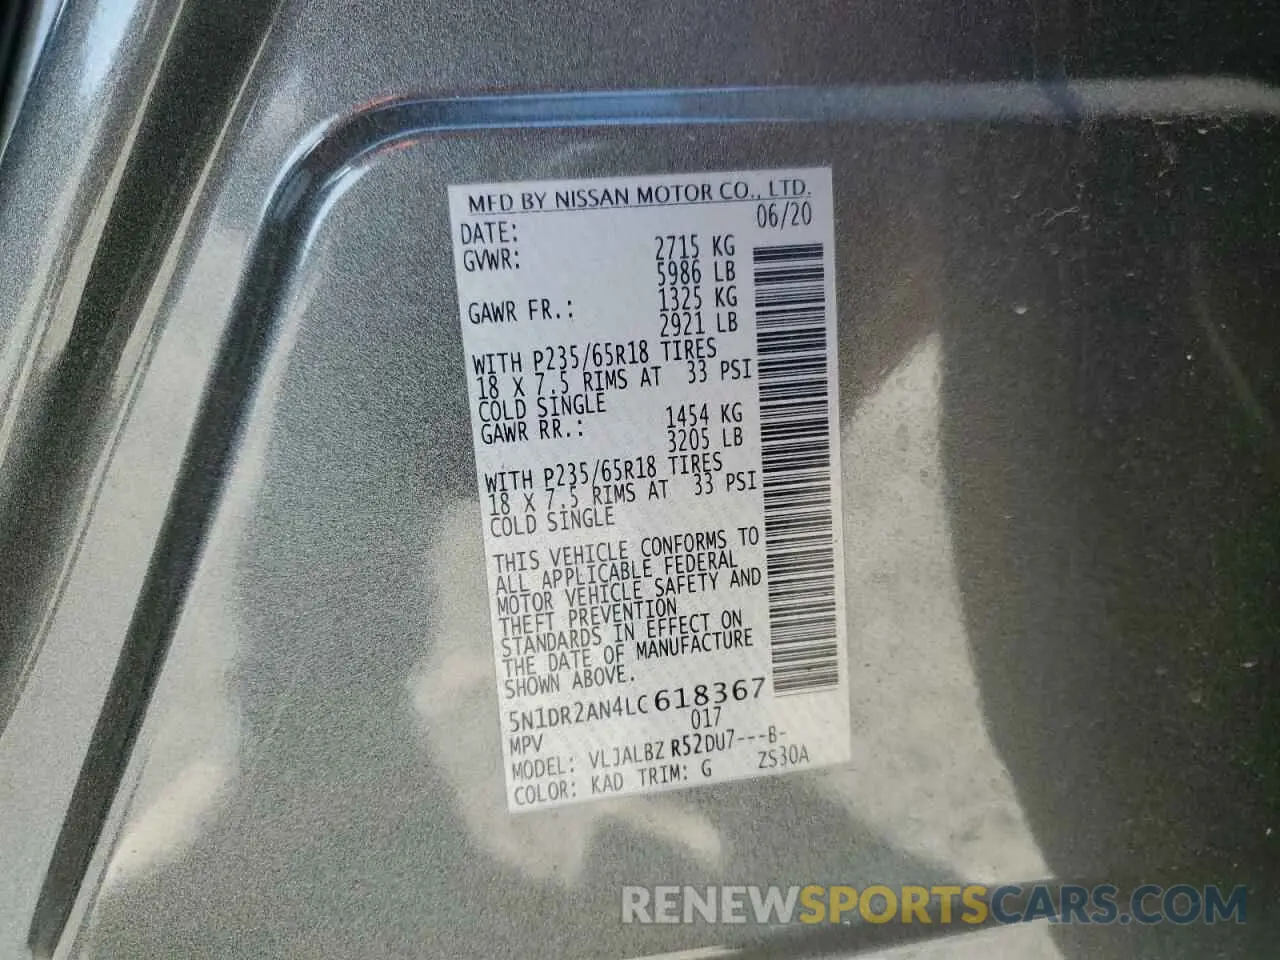 MFD BY NISSAN MOTOR CO., LTD.
DATE: 06/20
GVWR: 2715 KG
5986 LB
GAWR FR.: 1325 KG
2921 LB
WITH P235/65R18 TIRES
18 X 7.5 RIMS AT 33 PSI
COLD SINGLE
GAWR RR.: 1454 KG
3205 LB
WITH P235/65R18 TIRES
18 X 7.5 RIMS AT 33 PSI
COLD SINGLE
THIS VEHICLE CONFORMS TO
ALL APPLICABLE FEDERAL
MOTOR VEHICLE SAFETY AND
THEFT PREVENTION
STANDARDS IN EFFECT ON
THE DATE OF MANUFACTURE
SHOWN ABOVE.
5N1DR2AN4LC618367
MPV 017
MODEL: VLJALBZ R52DU7---B-
COLOR: KAD TRIM: G ZS30A
RENEWSPORTSCARS.COM